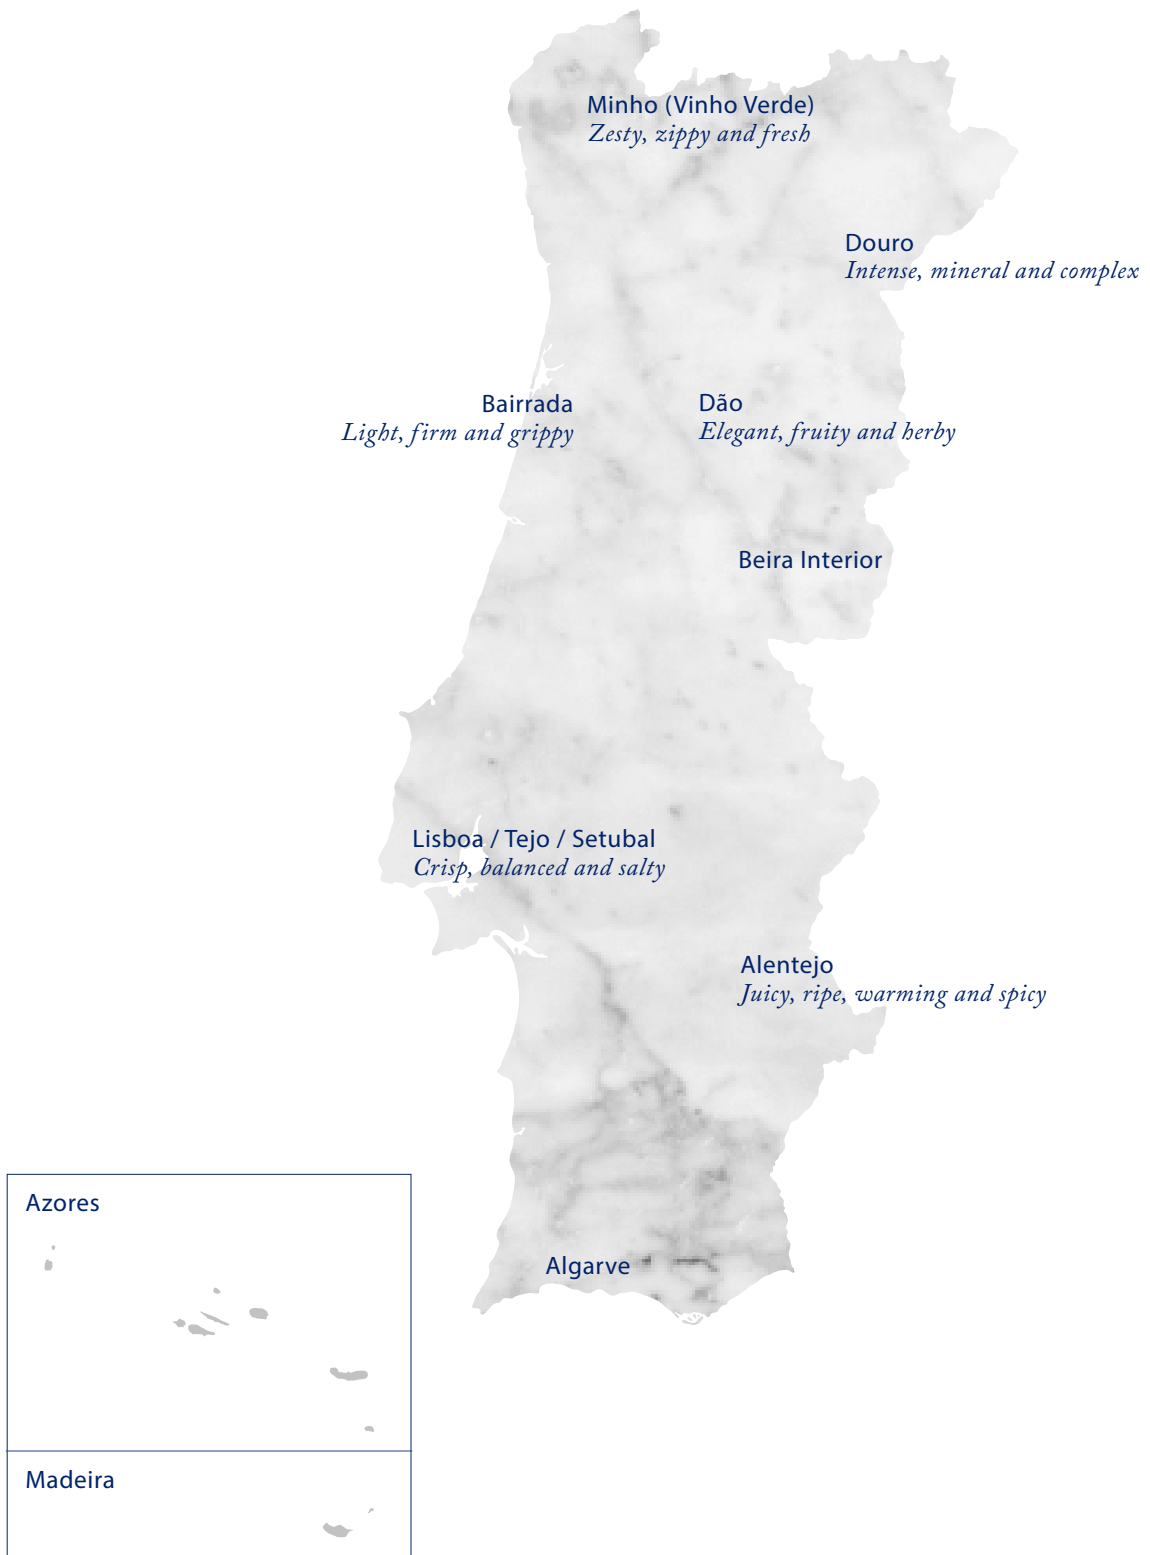 Minho (Vinho Verde)
Zesty, zippy and fresh
Douro
Intense, mineral and complex
Bairrada
Light, firm and grippy
Dão
Elegant, fruity and herby
Beira Interior
Lisboa / Tejo / Setubal
Crisp, balanced and salty
Alentejo
Juicy, ripe, warming and spicy
Algarve
Azores
Madeira